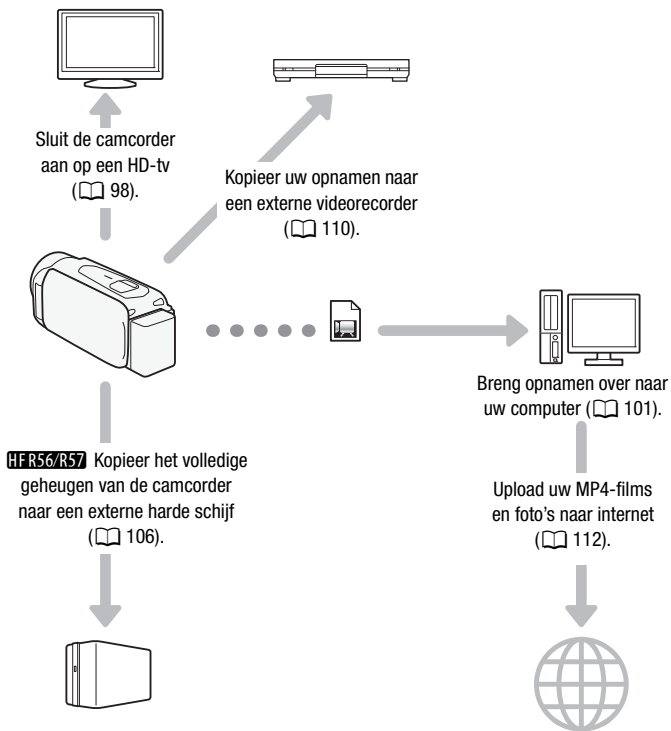 Sluit de camcorder
aan op een HD-tv
(98).
Kopieer uw opnamen naar
een externe videorecorder
(110).
Breng opnamen over naar
uw computer (101).
HF R56/R57 Kopieer het volledige
geheugen van de camcorder
naar een externe harde schijf
(106).
Upload uw MP4-films
en foto's naar internet
(112).